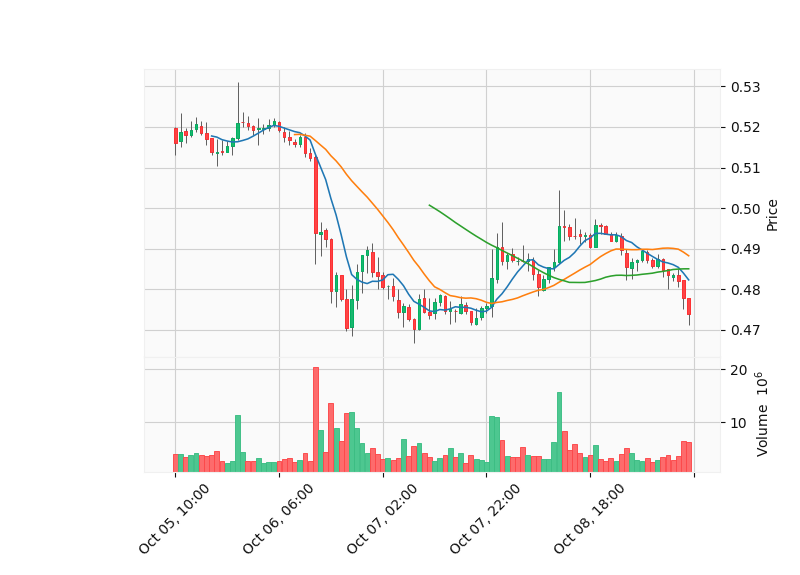 0.53
0.52
0.51
0.50
0.49
0.48
0.47
Price
20
10
Volume 10^6
Oct 05, 10:00
Oct 06, 06:00
Oct 07, 02:00
Oct 07, 22:00
Oct 08, 18:00